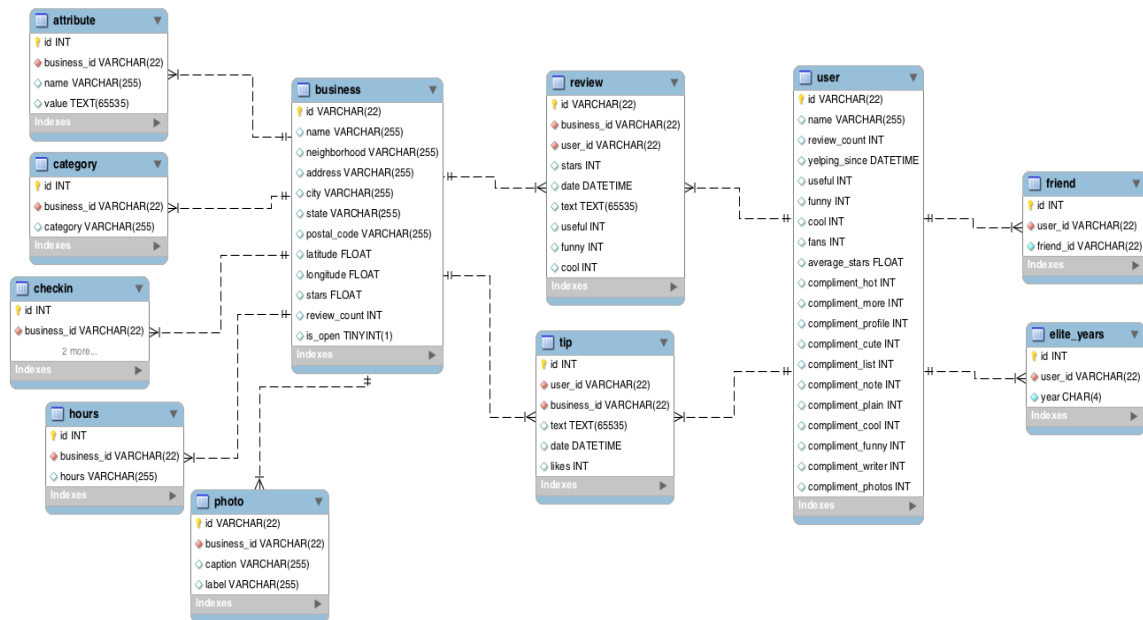 attribute
id INT
business_id VARCHAR(22)
name VARCHAR(255)
value TEXT(65535)
Indexes
category
id INT
business_id VARCHAR(22)
category VARCHAR(255)
Indexes
checkin
id INT
business_id VARCHAR(22)
2 more...
Indexes
hours
id INT
business_id VARCHAR(22)
hours VARCHAR(255)
Indexes
photo
id VARCHAR(22)
business_id VARCHAR(22)
caption VARCHAR(255)
label VARCHAR(255)
Indexes
business
id VARCHAR(22)
name VARCHAR(255)
neighborhood VARCHAR(255)
address VARCHAR(255)
city VARCHAR(255)
state VARCHAR(255)
postal_code VARCHAR(255)
latitude FLOAT
longitude FLOAT
stars FLOAT
review_count INT
is_open TINYINT(1)
Indexes
review
id VARCHAR(22)
business_id VARCHAR(22)
user_id VARCHAR(22)
stars INT
date DATETIME
text TEXT(65535)
useful INT
funny INT
cool INT
Indexes
tip
id INT
user_id VARCHAR(22)
business_id VARCHAR(22)
text TEXT(65535)
date DATETIME
likes INT
Indexes
user
id VARCHAR(22)
name VARCHAR(255)
review_count INT
yelping_since DATETIME
useful INT
funny INT
cool INT
fans INT
average_stars FLOAT
compliment_hot INT
compliment_more INT
compliment_profile INT
compliment_cute INT
compliment_list INT
compliment_note INT
compliment_plain INT
compliment_cool INT
compliment_funny INT
compliment_writer INT
compliment_photos INT
Indexes
friend
id INT
user_id VARCHAR(22)
friend_id VARCHAR(22)
Indexes
elite_years
id INT
user_id VARCHAR(22)
year CHAR(4)
Indexes